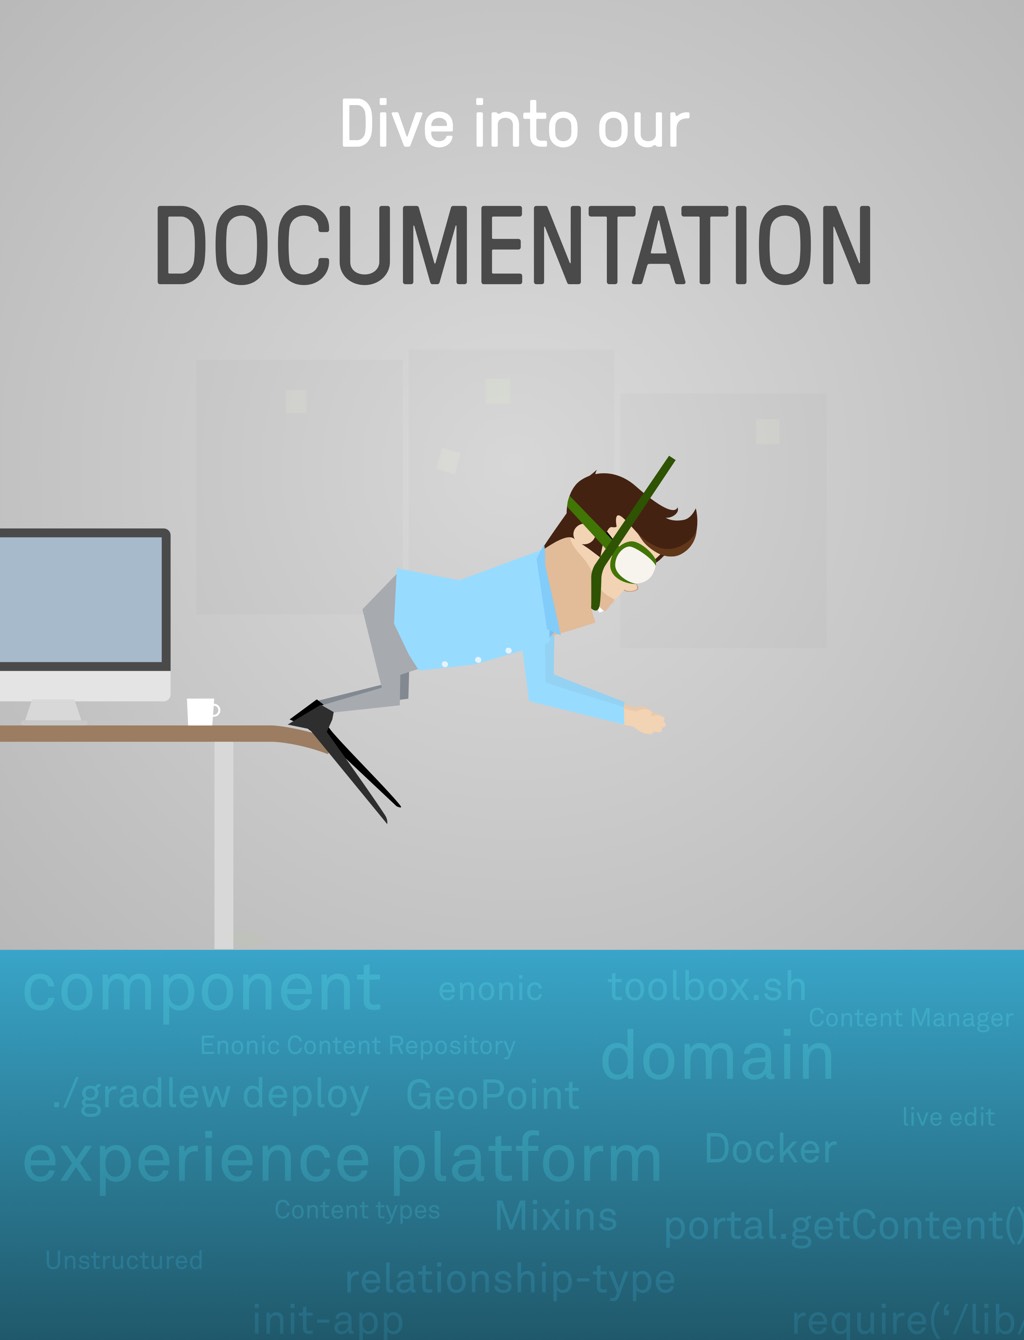 Dive into our
DOCUMENTATION
component
enonic
toolbox.sh
Content Manager
Enonic Content Repository
domain
./gradlew deploy
GeoPoint
live edit
experience platform
Docker
Content types
Mixins
portal.getContent()
Unstructured
relationship-type
init-app
require('/lib/